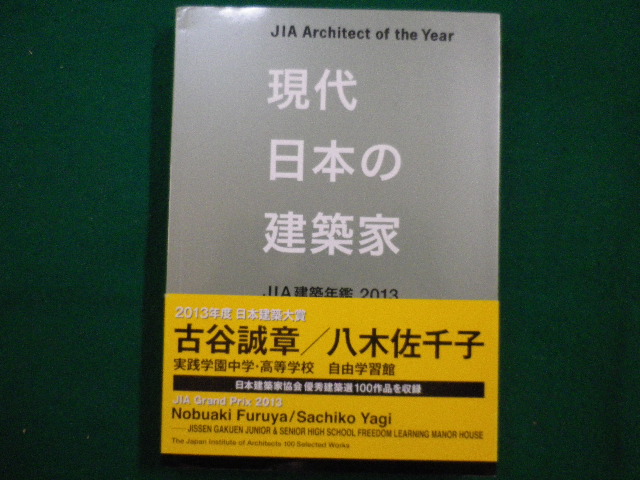 JIA Architect of the Year
現代
日本の
建築家
JIA 建築年鑑 2013
2013年度 日本建築大賞
古谷誠章／八木佐千子
実践学園中学・高等学校 自由学習館
日本建築家協会 優秀建築選100作品を収録
JIA Grand Prix 2013
Nobuaki Furuya/Sachiko Yagi
——JISSEN GAKUEN JUNIOR & SENIOR HIGH SCHOOL FREEDOM LEARNING MANOR HOUSE
The Japan Institute of Architects 100 Selected Works